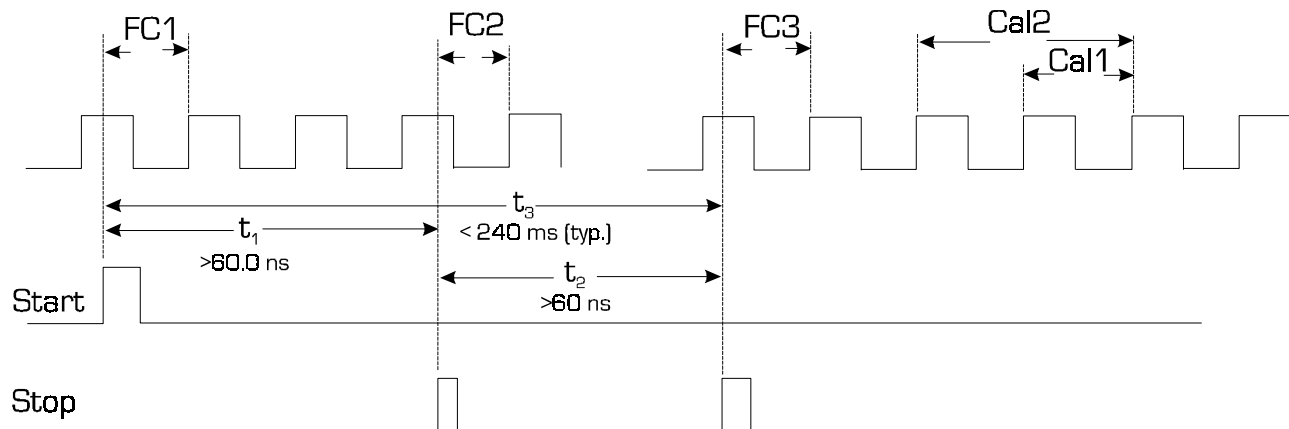 FC1
FC2
FC3
Cal2
Cal1
t₃
< 240 ms (typ.)
t₁
>60.0 ns
t₂
>60 ns
Start
Stop